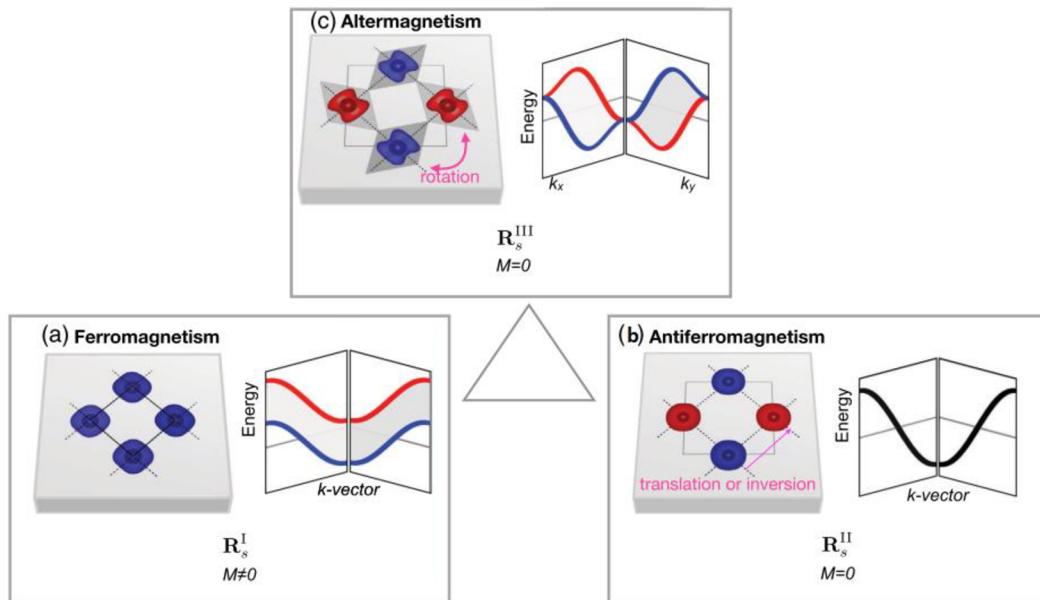 (c) Altermagnetism
Energy
rotation
kx
ky
R_s^III
M=0
(a) Ferromagnetism
Energy
k-vector
R_s^I
M≠0
(b) Antiferromagnetism
Energy
translation or inversion
k-vector
R_s^II
M=0